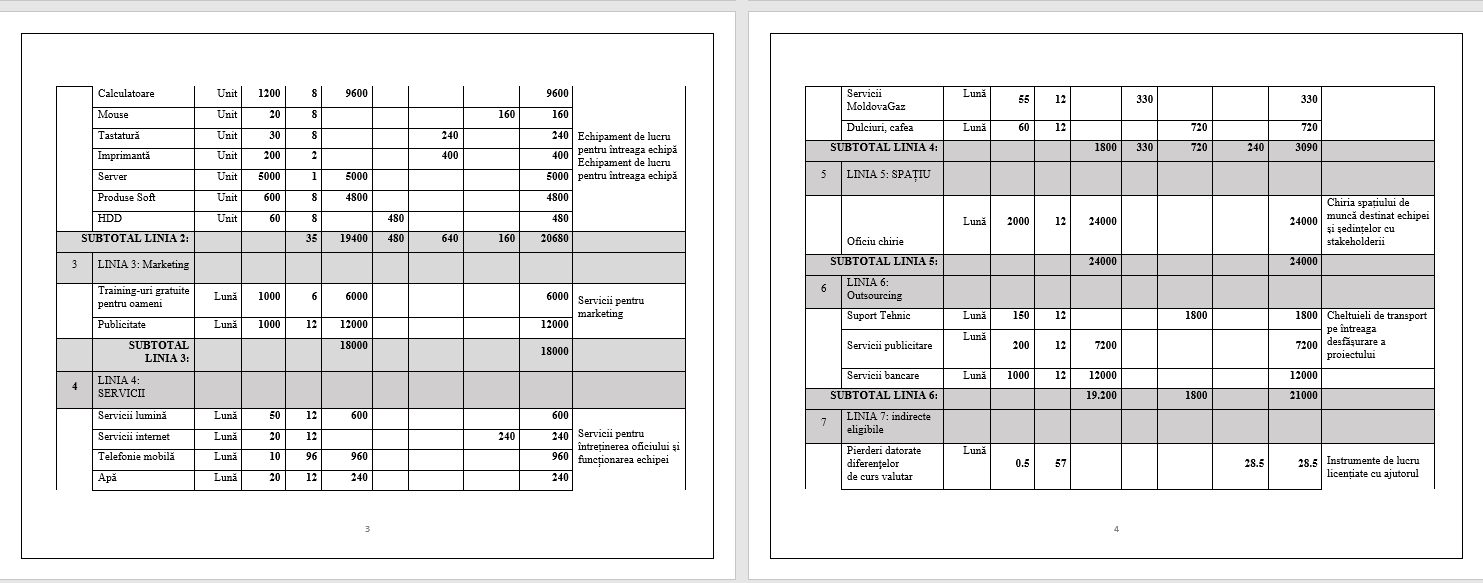 Calculatoare Unit 1200 8 9600 9600
Mouse Unit 20 8 160 160
Tastatură Unit 30 8 240 240
Imprimantă Unit 200 2 400 400
Server Unit 5000 1 5000 5000
Produse Soft Unit 600 8 4800 4800
HDD Unit 60 8 480 480
Echipament de lucru
pentru întreaga echipă
Echipament de lucru
pentru întreaga echipă
SUBTOTAL LINIA 2: 35 19400 480 640 160 20680
3 LINIA 3: Marketing
Training-uri gratuite
pentru oameni Lună 1000 6 6000 6000
Publicitate Lună 1000 12 12000 12000
Servicii pentru
marketing
SUBTOTAL
LINIA 3: 18000 18000
4 LINIA 4:
SERVICII
Servicii lumină Lună 50 12 600 600
Servicii internet Lună 20 12 240 240
Telefonie mobilă Lună 10 96 960 960
Apă Lună 20 12 240 240
Servicii pentru
întreținerea oficiului și
funcționarea echipei
3
Servicii
MoldovaGaz Lună 55 12 330 330
Dulciuri, cafea Lună 60 12 720 720
SUBTOTAL LINIA 4: 1800 330 720 240 3090
5 LINIA 5: SPAȚIU
Oficiu chirie Lună 2000 12 24000 24000
Chiria spațiului de
muncă destinat echipei
și ședințelor cu
stakeholderii
SUBTOTAL LINIA 5: 24000 24000
6 LINIA 6:
Outsourcing
Suport Tehnic Lună 150 12 1800 1800
Servicii publicitare Lună 200 12 7200 7200
Servicii bancare Lună 1000 12 12000 12000
Cheltuieli de transport
pe întreaga
desfășurare a
proiectului
SUBTOTAL LINIA 6: 19.200 1800 21000
7 LINIA 7: indirecte
eligibile
Pierderi datorate
diferențelor
de curs valutar Lună 0.5 57 28.5 28.5
Instrumente de lucru
licențiate cu ajutorul
4